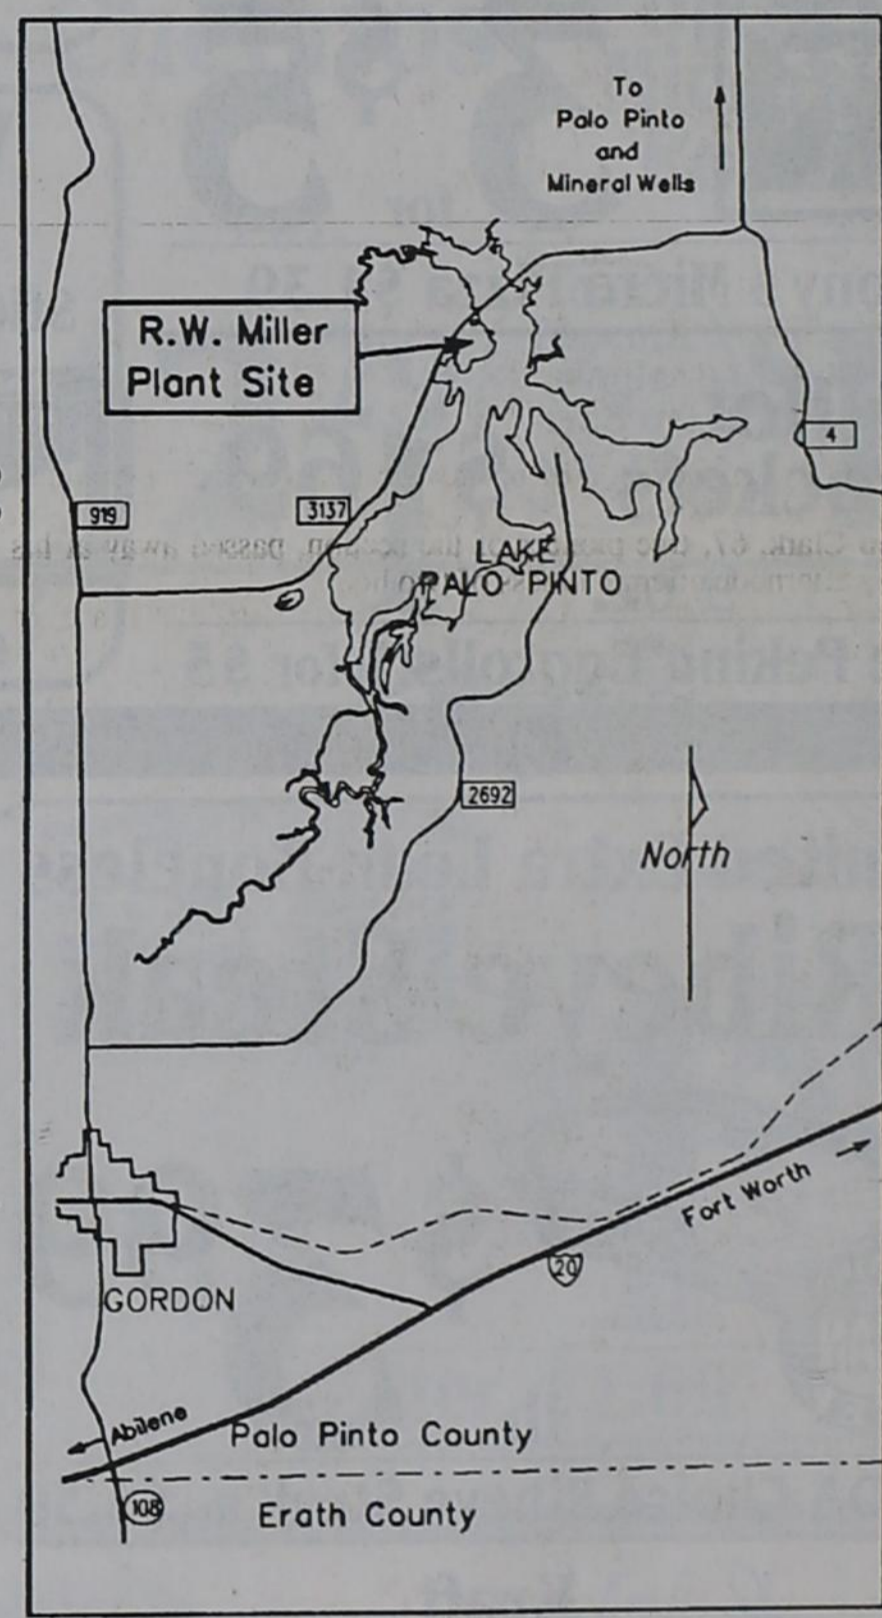 To
Palo Pinto
and
Mineral Wells
R.W. Miller
Plant Site
4
919
3137
LAKE
PALO PINTO
2692
North
Fort Worth
20
GORDON
Abilene
Palo Pinto County
108
Erath County